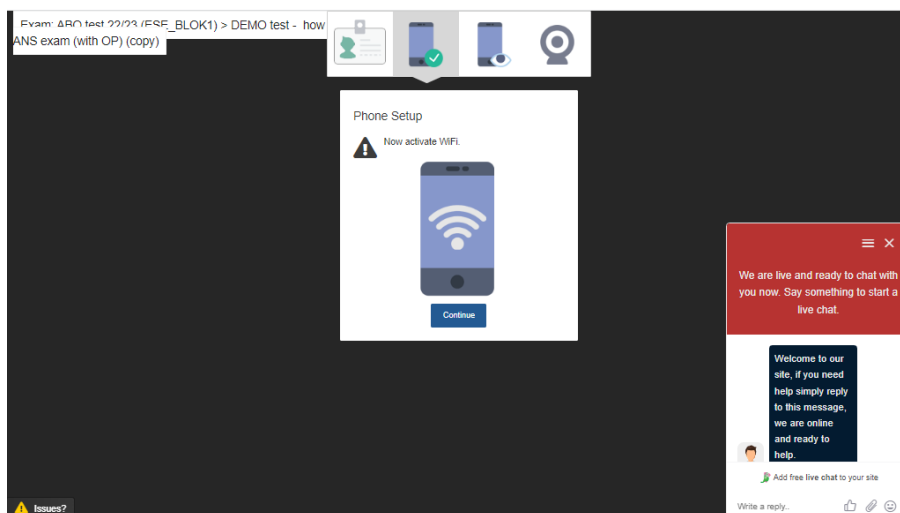 Exam: ABO test 22/23 (ESE_BLOK1) > DEMO test - how
ANS exam (with OP) (copy)
Phone Setup
Now activate WiFi.
Continue
We are live and ready to chat with
you now. Say something to start a
live chat.
Welcome to our
site, if you need
help simply reply
to this message,
we are online
and ready to
help.
Add free live chat to your site
Write a reply..
Issues?